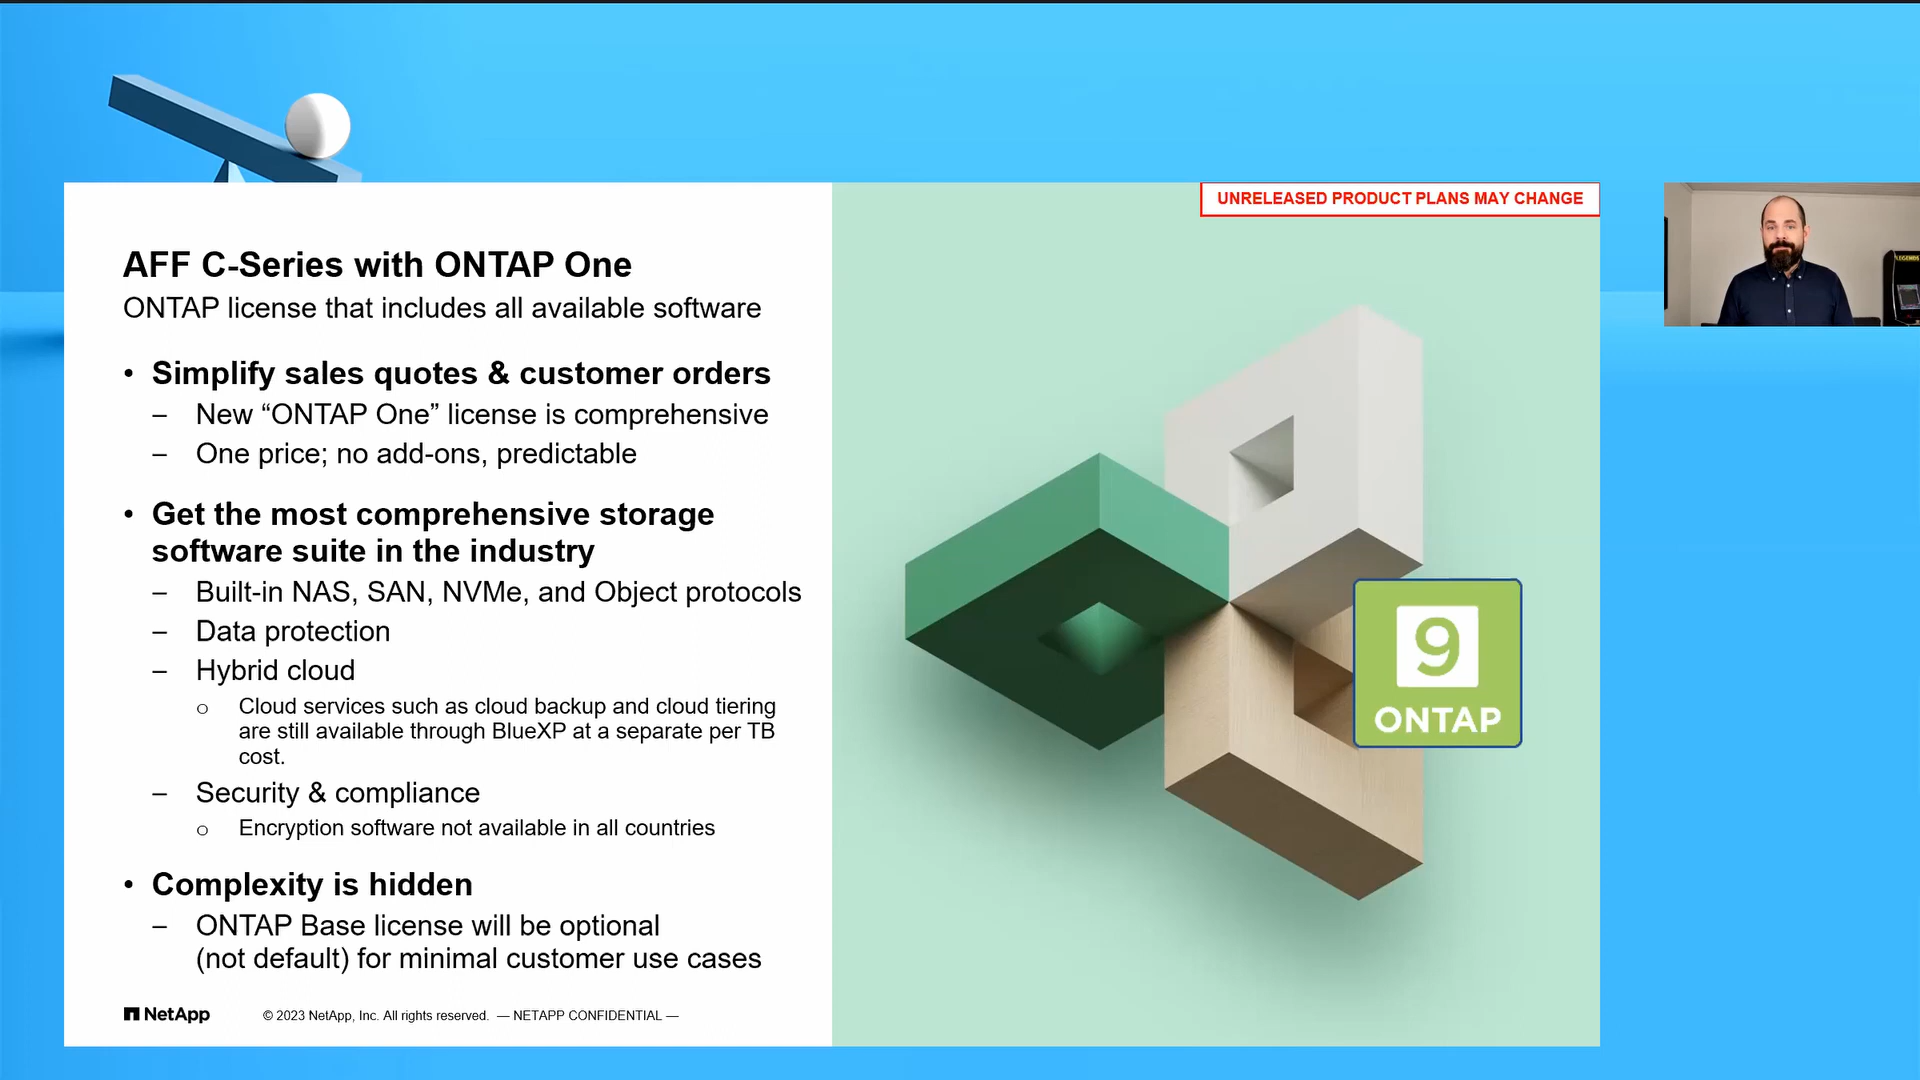 UNRELEASED PRODUCT PLANS MAY CHANGE
AFF C-Series with ONTAP One
ONTAP license that includes all available software
• Simplify sales quotes & customer orders
– New “ONTAP One” license is comprehensive
– One price; no add-ons, predictable
• Get the most comprehensive storage
software suite in the industry
– Built-in NAS, SAN, NVMe, and Object protocols
– Data protection
– Hybrid cloud
o Cloud services such as cloud backup and cloud tiering
are still available through BlueXP at a separate per TB
cost.
– Security & compliance
o Encryption software not available in all countries
• Complexity is hidden
– ONTAP Base license will be optional
(not default) for minimal customer use cases
NetApp © 2023 NetApp, Inc. All rights reserved. — NETAPP CONFIDENTIAL —
9
ONTAP
LEGENDS